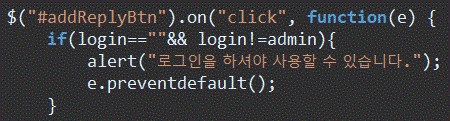 $("#addReplyBtn").on("click", function(e) {
if(login==""&& login!=admin){
alert("로그인을 하셔야 사용할 수 있습니다.");
e.preventdefault();
}